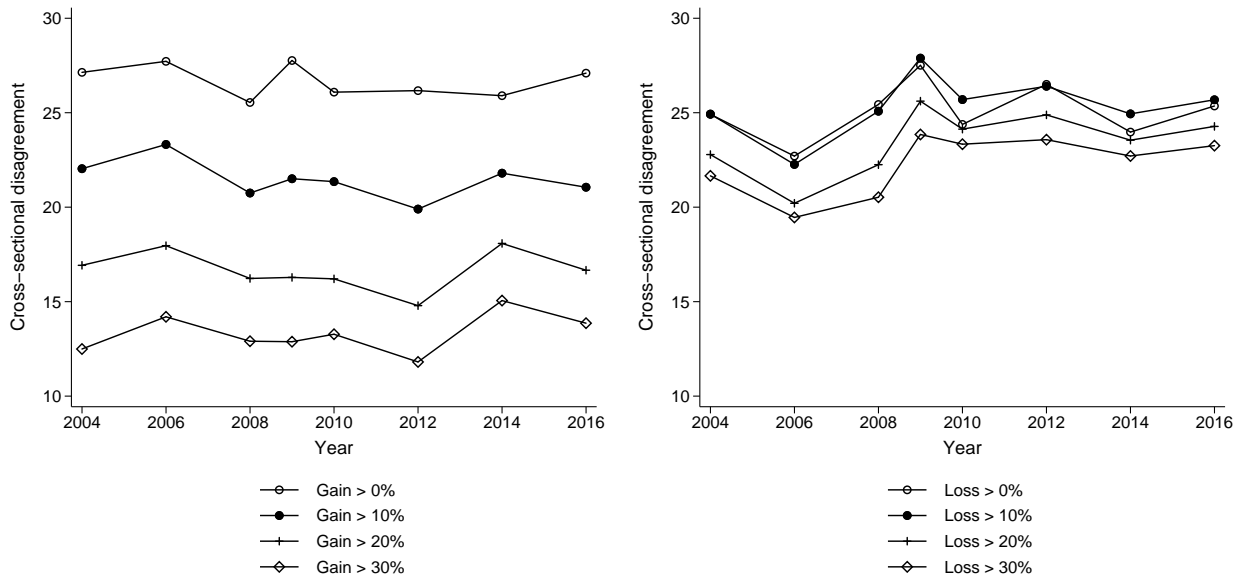 30
25
20
15
10
Cross−sectional disagreement
2004 2006 2008 2010 2012 2014 2016
Year
Gain > 0%
Gain > 10%
Gain > 20%
Gain > 30%
30
25
20
15
10
Cross−sectional disagreement
2004 2006 2008 2010 2012 2014 2016
Year
Loss > 0%
Loss > 10%
Loss > 20%
Loss > 30%